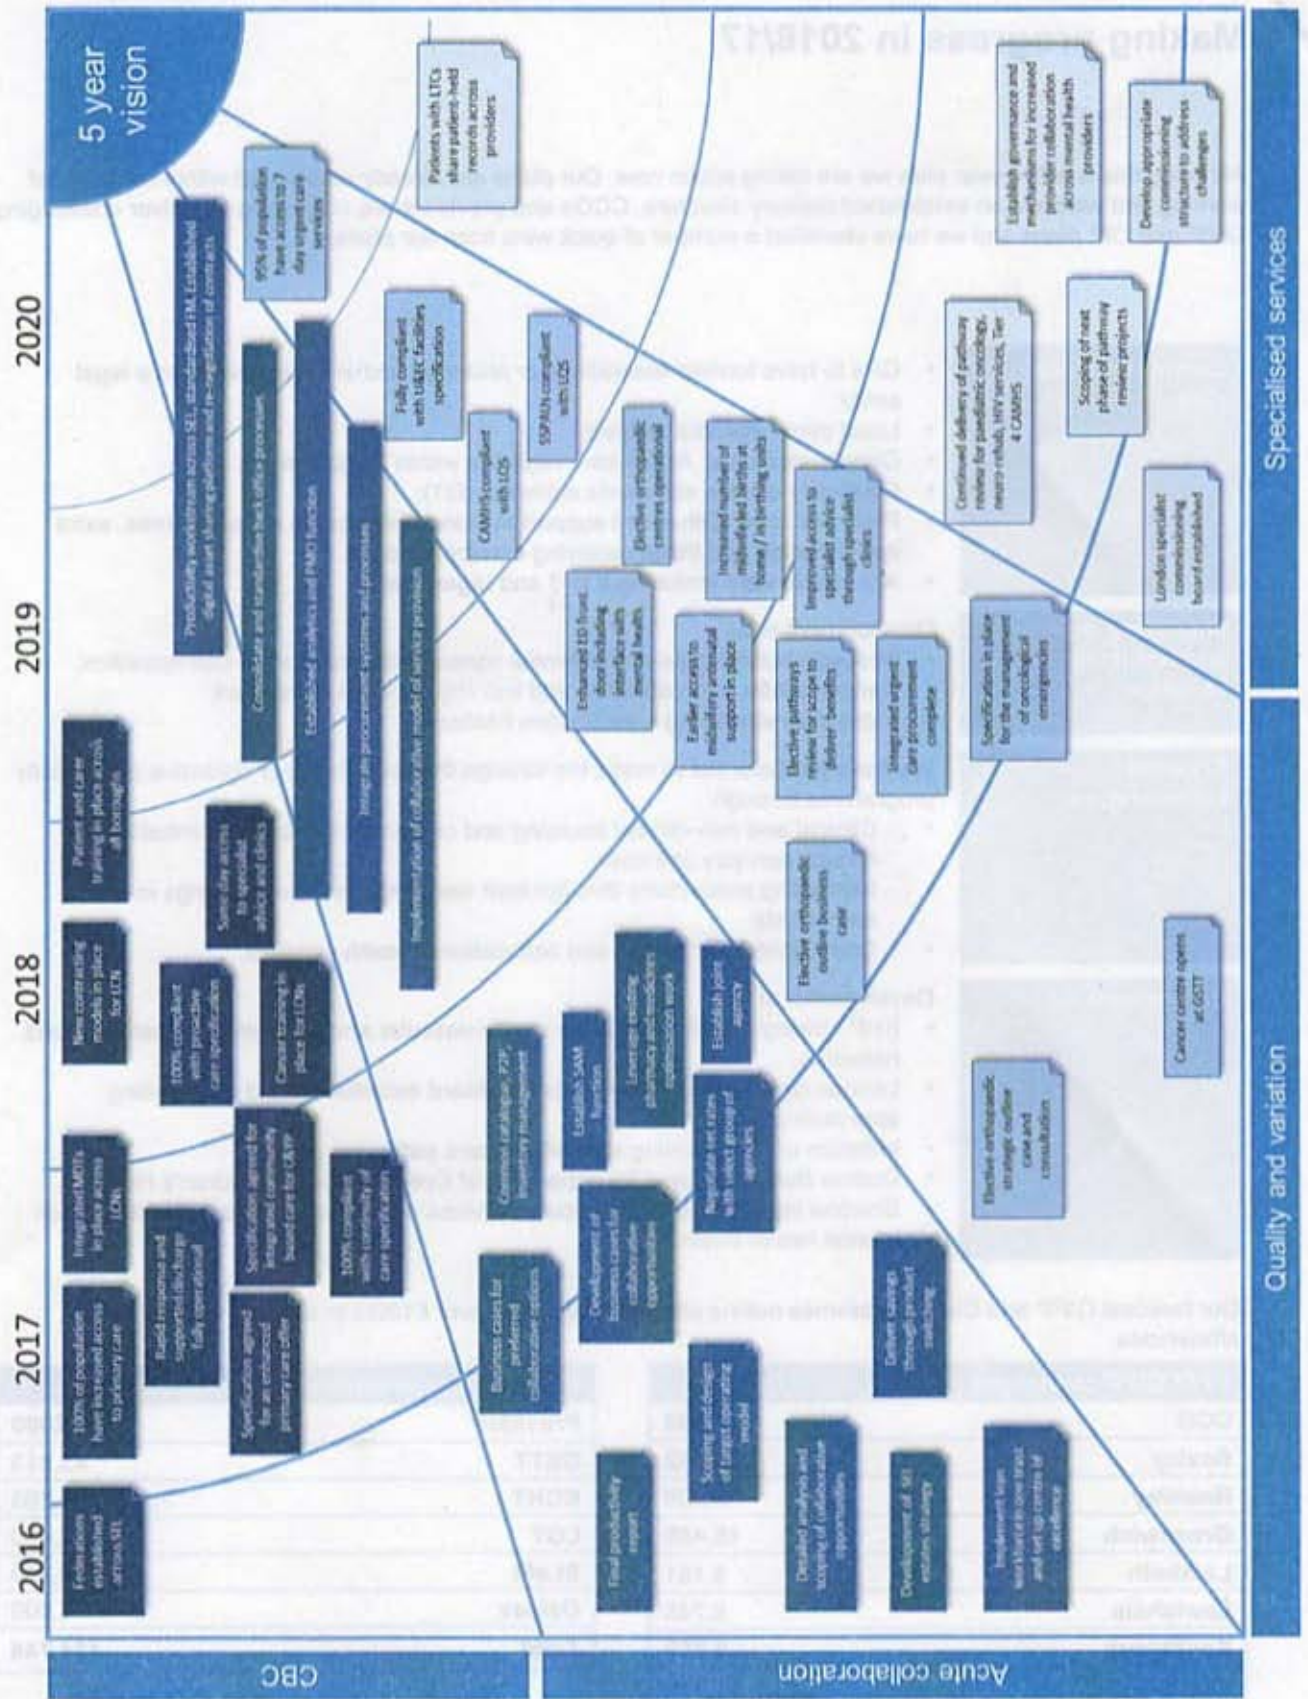 5 year
vision
2016
2017
2018
2019
2020
CBC
Acute collaboration
Quality and variation
Specialised services
Federations
established
across SEL
100% of population
have increased access
to primary care
Integrated MDTs
in place across
LCNs
New contracting
models in place
for LCN
Patient and carer
training in place across
all boroughs
Rapid response and
supported discharge
fully operational
100% compliant
with proactive
care specification
Same day access
to specialist
advice and clinics
Specification agreed
for an enhanced
primary care offer
Specification agreed for
integrated community
based care for C&YP
Cancer training in
place for LCNs
100% compliant
with continuity of
care specification
Productivity workstream across SEL, standardised FM. Established
digital asset sharing platform and re-negotiation of contracts
Consolidate and standardise back office processes
Established analytics and PMO function
Integrate procurement systems and processes
Implementation of collaborative model of service provision
95% of population
have access to 7
day urgent care
services
Patients with LTCs
share patient-held
records across
providers
Fully compliant
with U&EC facilities
specification
CAMHS compliant
with LQS
SSPAU compliant
with LQS
Business cases for
preferred
collaborative options
Common catalogue, P2P,
inventory management
Establish SAM
function
Leverage existing
pharmacy and medicines
optimisation work
Final productivity
report
Development of
business cases for
collaborative
opportunities
Scoping and design
of target operating
model
Negotiate set rates
with revised group of
agencies
Establish joint
agency
Detailed analysis and
scoping of collaborative
opportunities
Deliver savings
through product
switching
Development of SEL
estates strategy
Implement lean
workforce into one trust
and set up centre of
excellence
Enhanced ED front
door including
interface with
mental health
Elective orthopaedic
centres operational
Earlier access to
midwifery antenatal
support in place
Increased number of
midwife-led births at
home / in birthing units
Elective pathways
review for scope to
deliver benefits
Improved access to
specialist advice
through specialist
clinics
Elective orthopaedic
outline business
case
Integrated urgent
care procurement
complete
Elective orthopaedic
strategic outline
case and
consultation
Specification in place
for the management
of oncological
emergencies
Cancer centre opens
at GSTT
London specialist
commissioning
board established
Continued delivery of pathway
review for paediatric oncology,
neuro-rehab, HIV services, Tier
4 CAMHS
Scoping of next
phase of pathway
review projects
Establish governance and
mechanisms for increased
provider collaboration
across mental health
providers
Develop appropriate
commissioning
structure to address
challenges